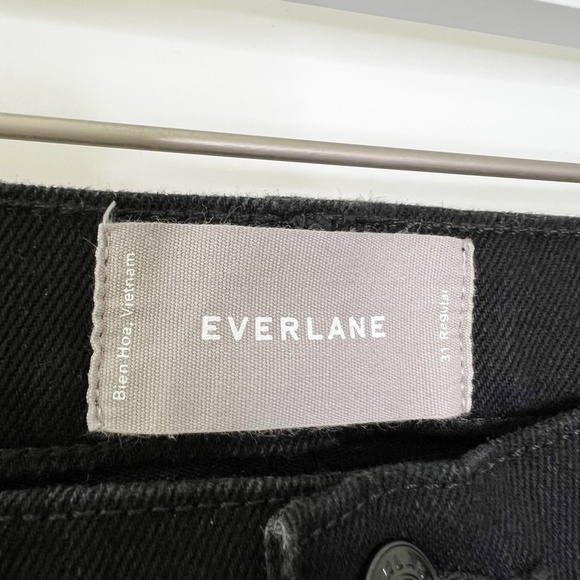 Bien Hoa, Vietnam
EVERLANE
31 Regular